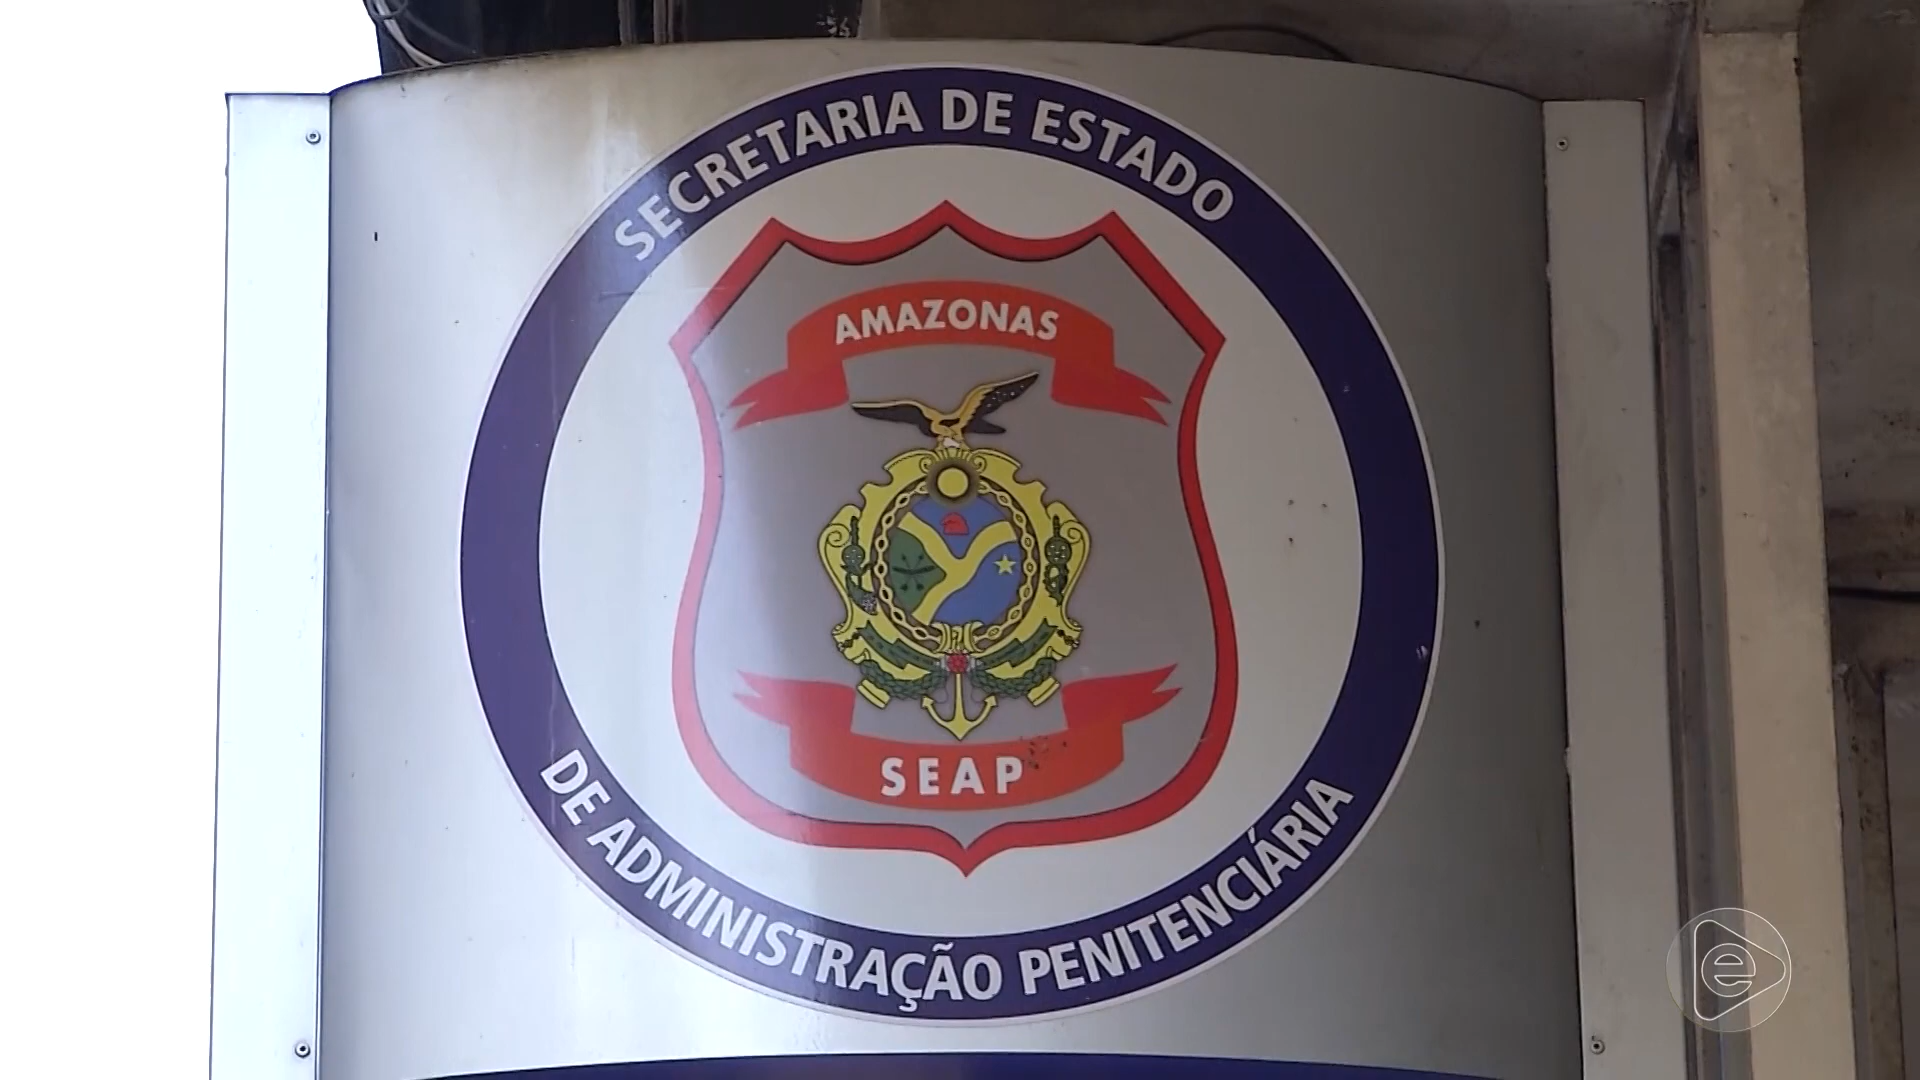 SECRETARIA DE ESTADO
AMAZONAS
SEAP
DE ADMINISTRAÇÃO PENITENCIÁRIA
e